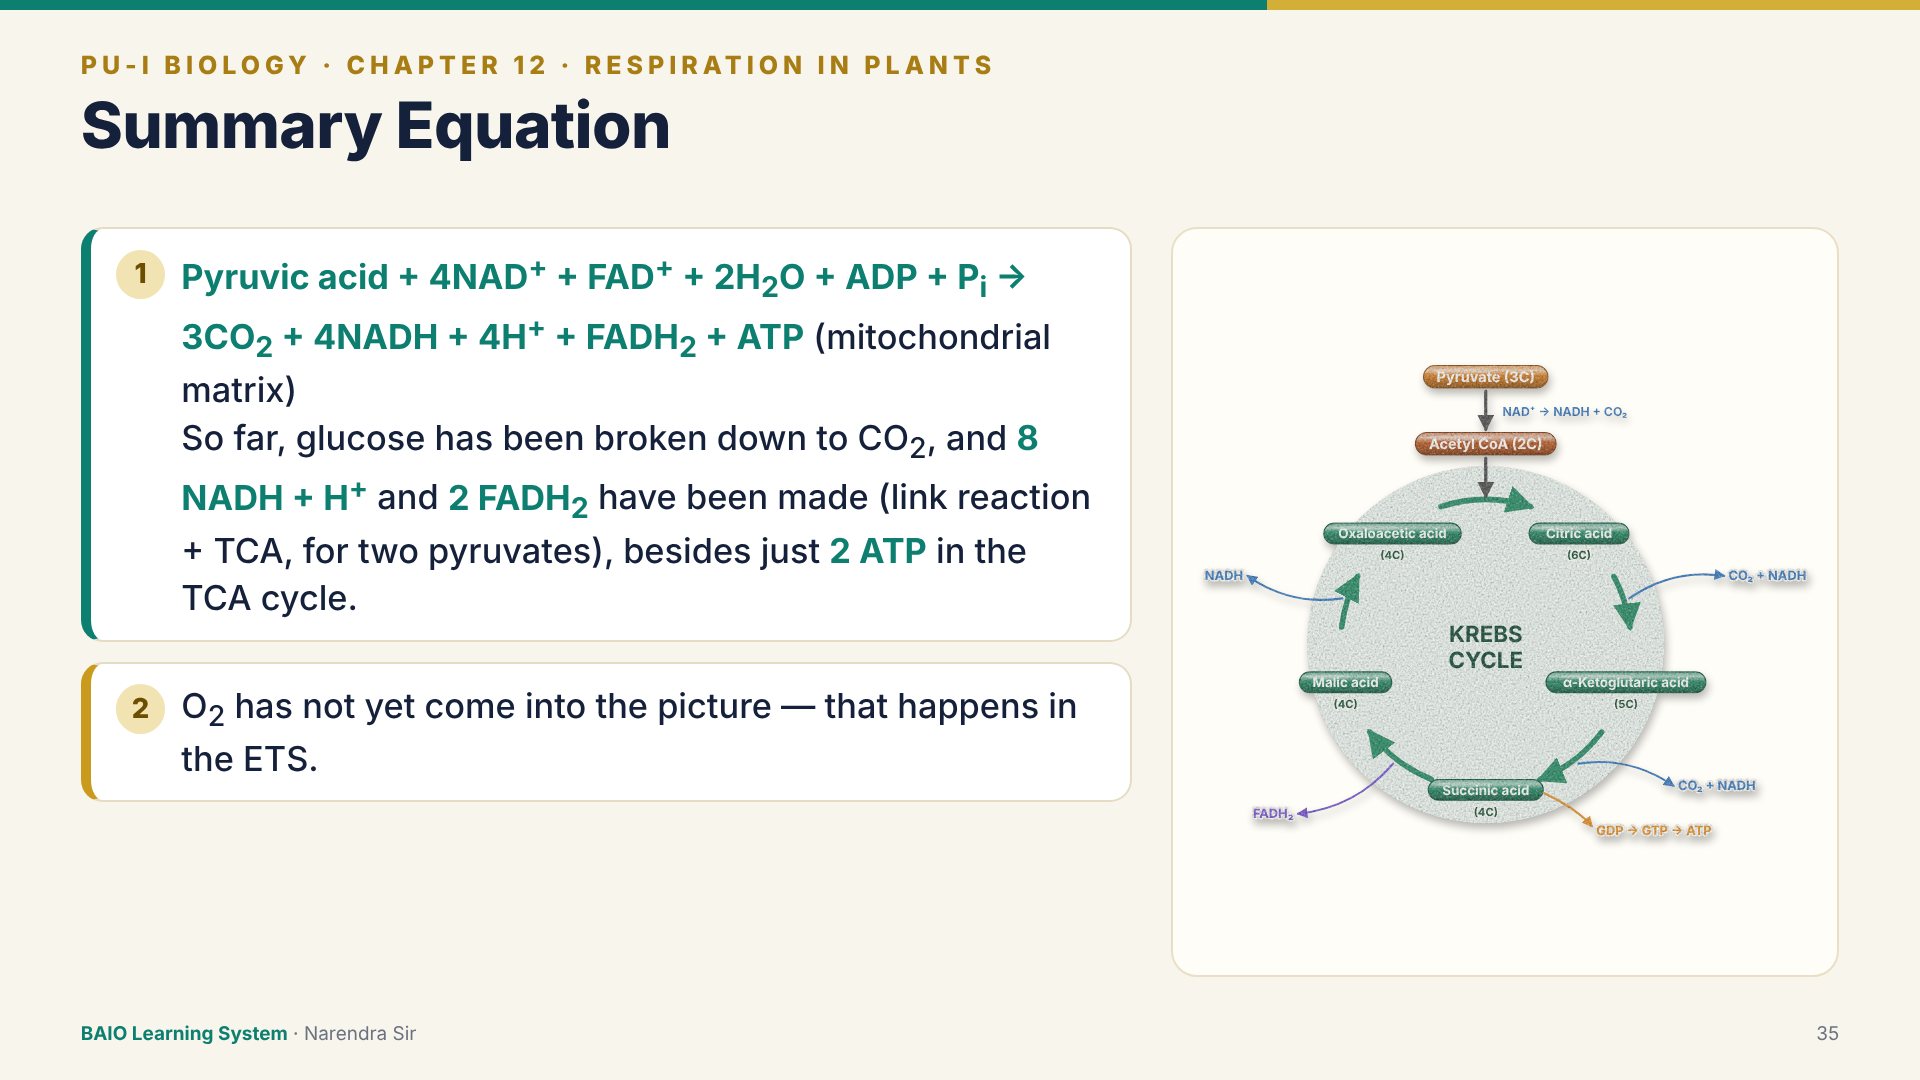 PU-I BIOLOGY · CHAPTER 12 · RESPIRATION IN PLANTS
Summary Equation
1
Pyruvic acid + 4NAD⁺ + FAD⁺ + 2H₂O + ADP + Pᵢ →
3CO₂ + 4NADH + 4H⁺ + FADH₂ + ATP (mitochondrial
matrix)
So far, glucose has been broken down to CO₂, and 8
NADH + H⁺ and 2 FADH₂ have been made (link reaction
+ TCA, for two pyruvates), besides just 2 ATP in the
TCA cycle.
2
O₂ has not yet come into the picture — that happens in
the ETS.
Pyruvate (3C)
NAD⁺ → NADH + CO₂
Acetyl CoA (2C)
Oxaloacetic acid
(4C)
Citric acid
(6C)
NADH
CO₂ + NADH
KREBS
CYCLE
Malic acid
(4C)
α-Ketoglutaric acid
(5C)
Succinic acid
(4C)
CO₂ + NADH
FADH₂
GDP → GTP → ATP
BAIO Learning System · Narendra Sir
35